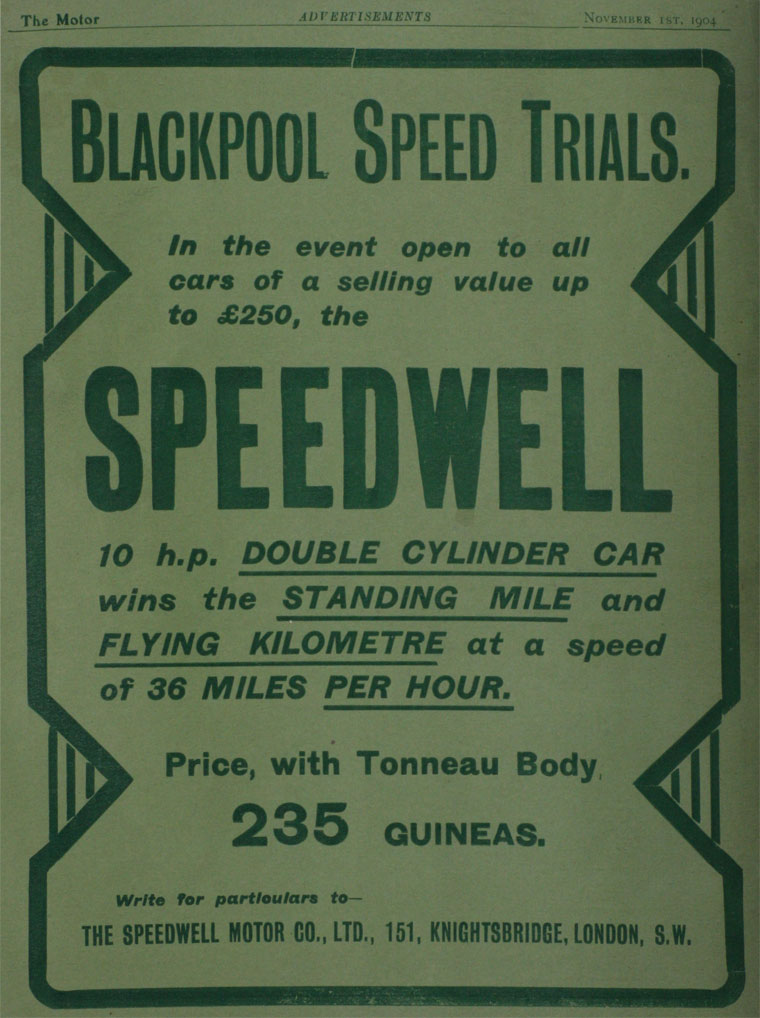 The Motor ADVERTISEMENTS NOVEMBER 1ST, 1904
BLACKPOOL SPEED TRIALS.
In the event open to all
cars of a selling value up
to £250, the
SPEEDWELL
10 h.p. DOUBLE CYLINDER CAR
wins the STANDING MILE and
FLYING KILOMETRE at a speed
of 36 MILES PER HOUR.
Price, with Tonneau Body,
235 GUINEAS.
Write for particulars to—
THE SPEEDWELL MOTOR CO., LTD., 151, KNIGHTSBRIDGE, LONDON, S.W.